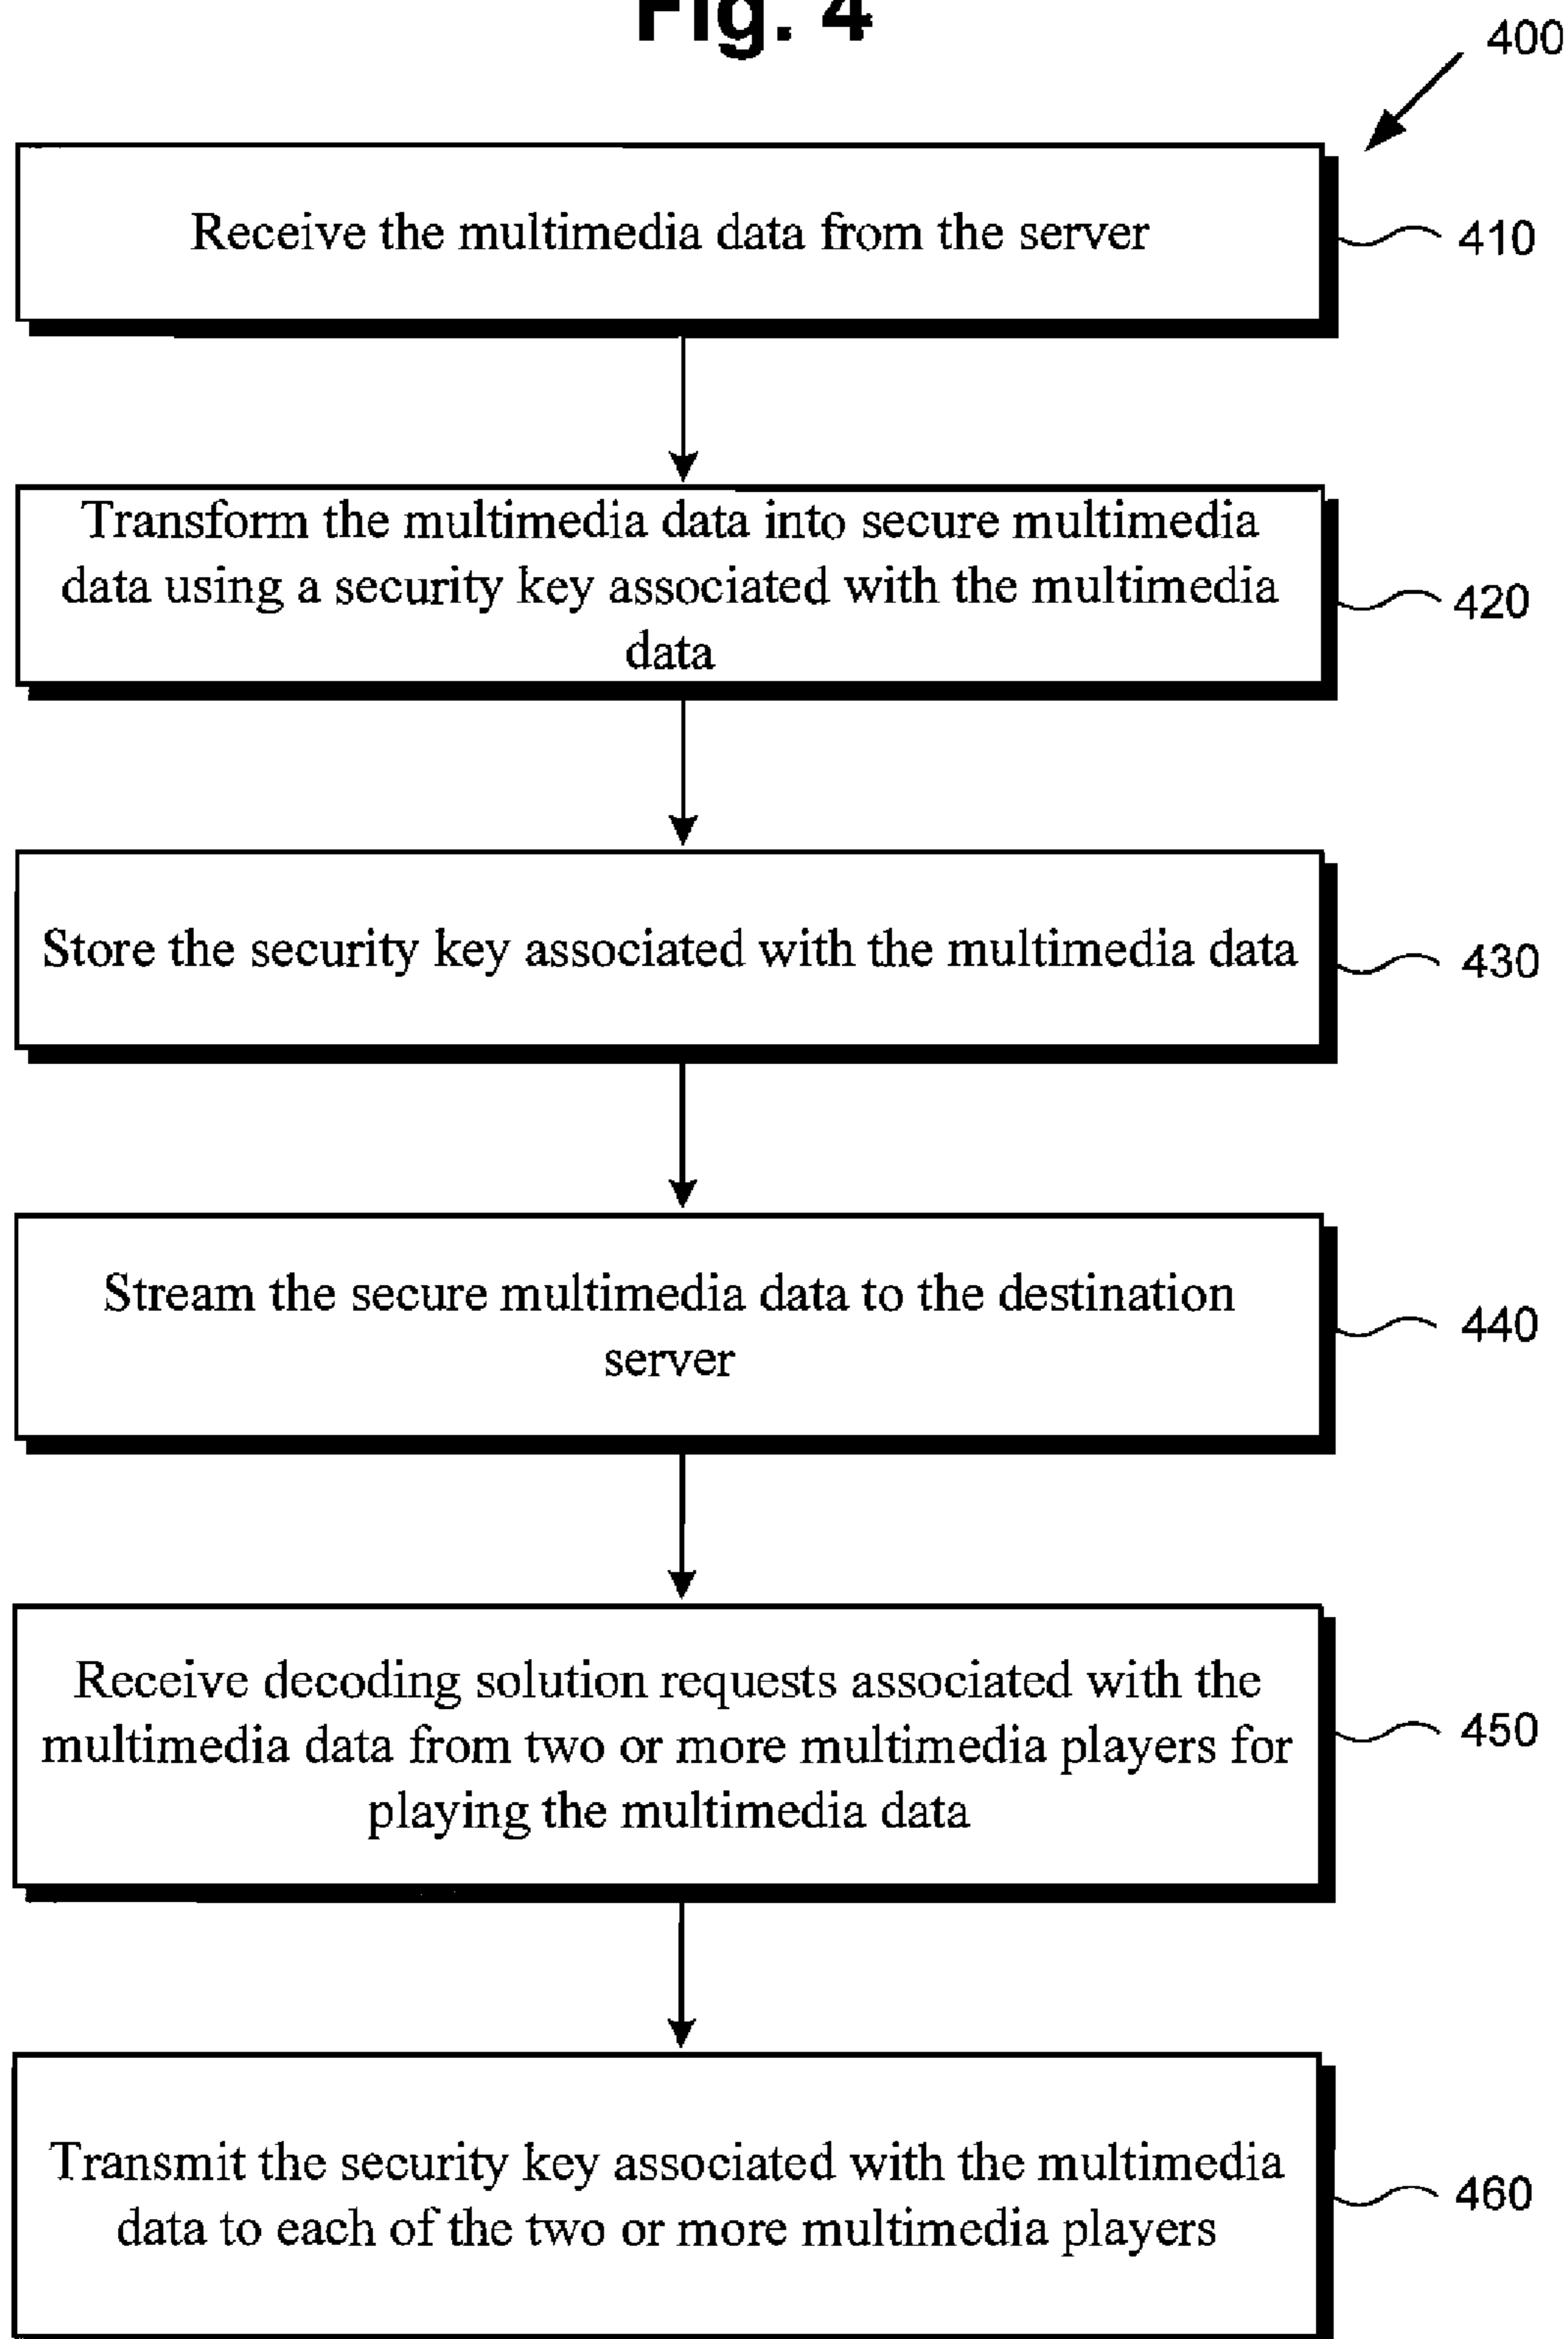 Fig. 4
400
Receive the multimedia data from the server
410
Transform the multimedia data into secure multimedia
data using a security key associated with the multimedia
data
420
Store the security key associated with the multimedia data
430
Stream the secure multimedia data to the destination
server
440
Receive decoding solution requests associated with the
multimedia data from two or more multimedia players for
playing the multimedia data
450
Transmit the security key associated with the multimedia
data to each of the two or more multimedia players
460